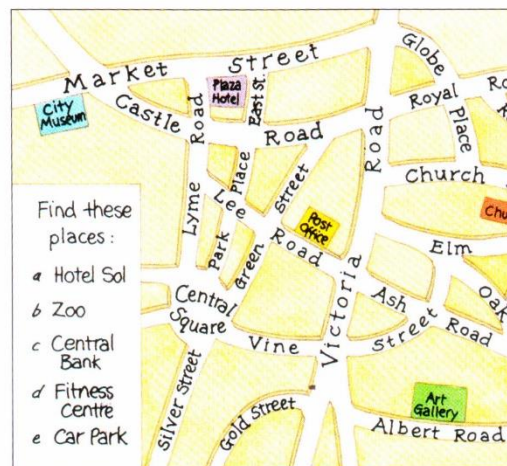 Market Street
City Museum
Plaza Hotel
East St.
Globe Place
Castle Road
Royal Ro
Lyme Road
Park Place
Lee Road
Green Street
Post Office
Victoria Road
Church
Chu
Elm
Oak
Ash Road
Central Square
Vine Street
Silver Street
Gold Street
Art Gallery
Albert Road
Find these
places :
a Hotel Sol
b Zoo
c Central
Bank
d Fitness
Centre
e Car Park